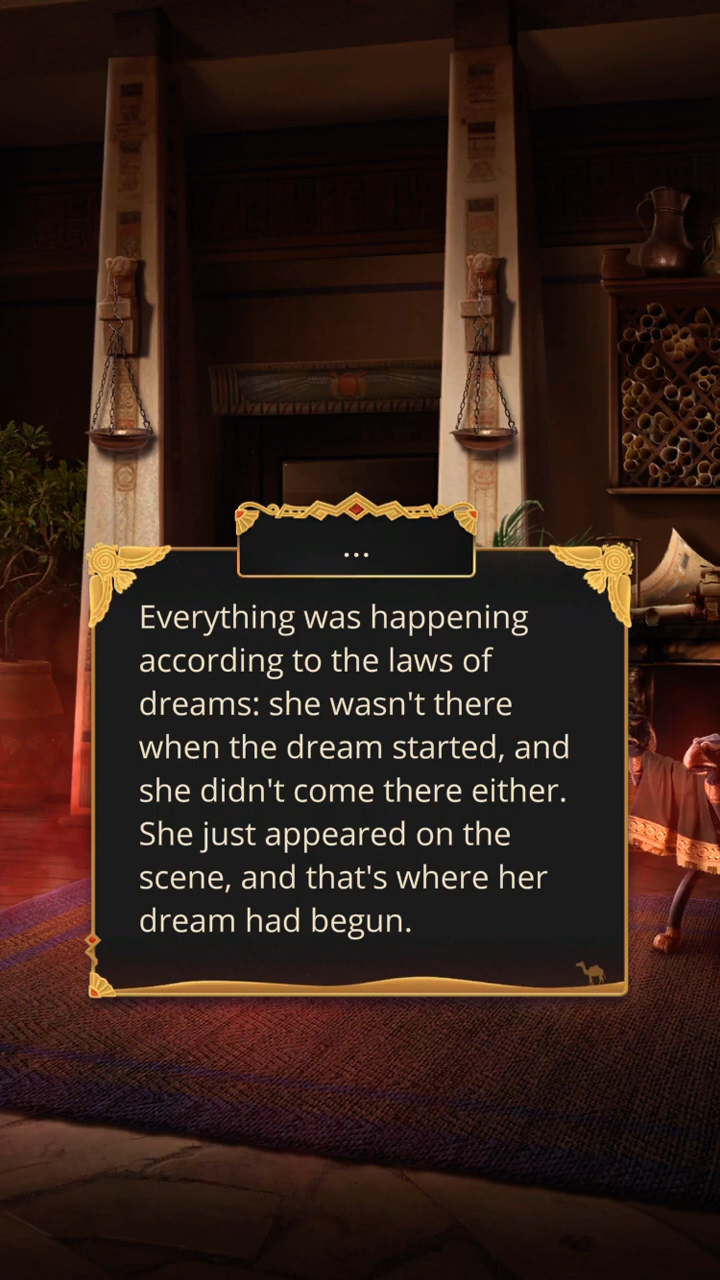 ...
Everything was happening
according to the laws of
dreams: she wasn't there
when the dream started, and
she didn't come there either.
She just appeared on the
scene, and that's where her
dream had begun.